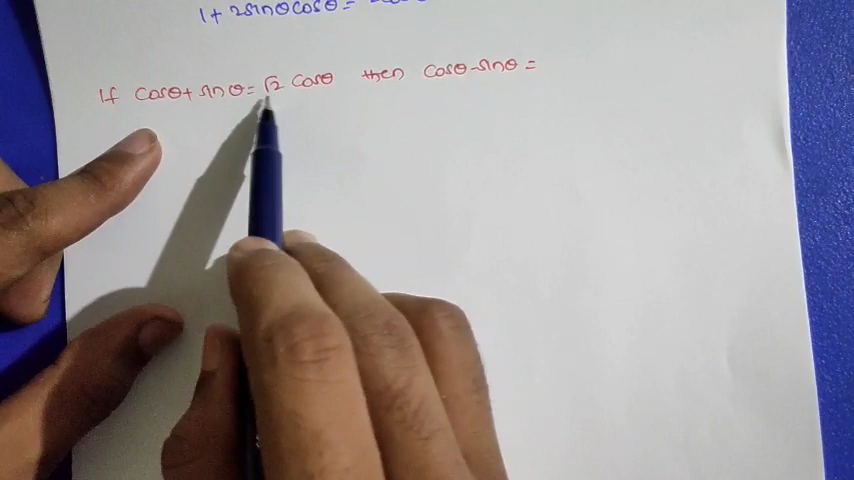 1 + 2sinθcosθ =
If cosθ + sinθ = √2 cosθ then cosθ - sinθ =